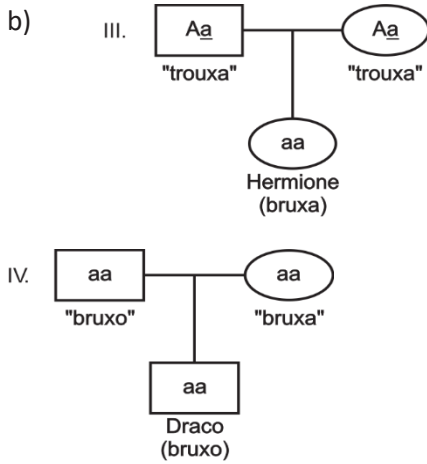 b)
III.
Aa Aa
"trouxa" "trouxa"
aa
Hermione
(bruxa)
IV.
aa aa
"bruxo" "bruxa"
aa
Draco
(bruxo)